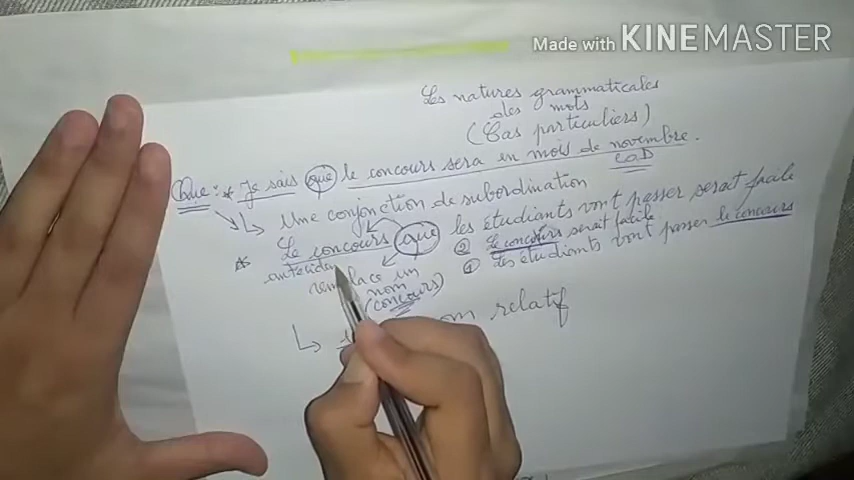 Made with KINEMASTER
Les natures grammaticales
des mots
(Cas particuliers)
Que: * Je sais que le concours sera en mois de novembre.
COD
Une conjonction de subordination
* Le concours que les étudiants vont passer serait facile
antécédent
② Le concours serait facile
remplace un
① Les étudiants vont passer le concours
nom
(concours)
relatif